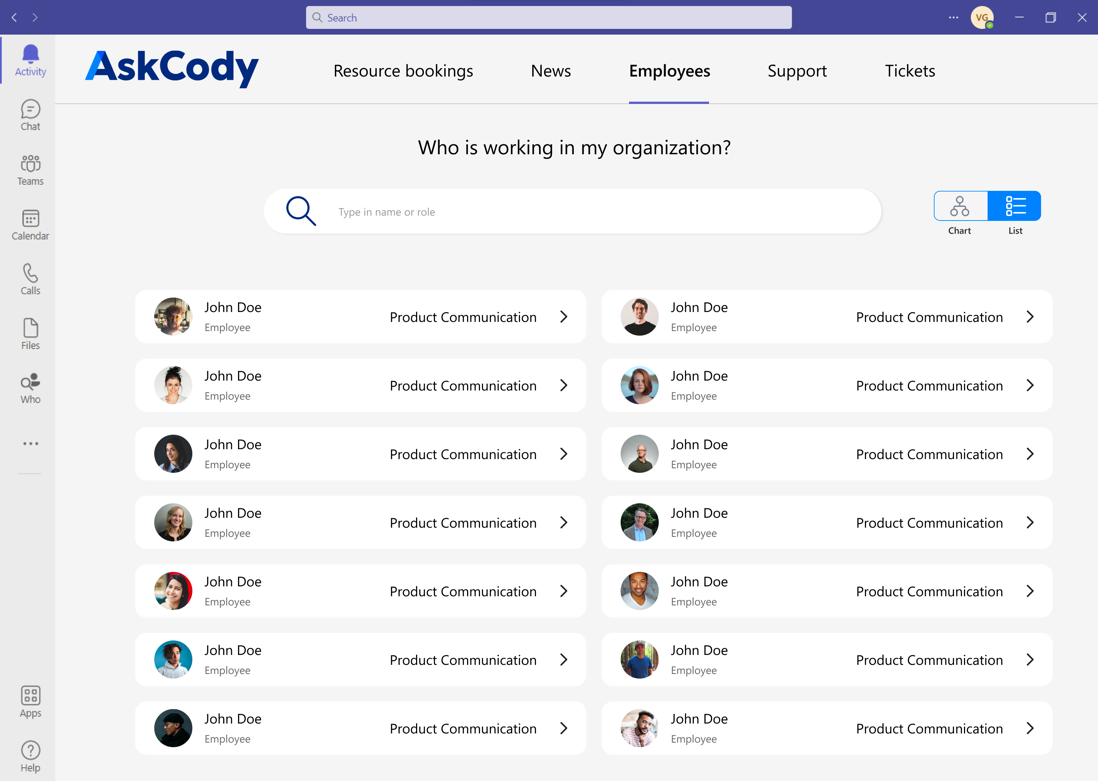 Search
VG
Activity
Chat
Teams
Calendar
Calls
Files
Who
Apps
Help
AskCody
Resource bookings
News
Employees
Support
Tickets
Who is working in my organization?
Type in name or role
Chart
List
John Doe
Employee
Product Communication
John Doe
Employee
Product Communication
John Doe
Employee
Product Communication
John Doe
Employee
Product Communication
John Doe
Employee
Product Communication
John Doe
Employee
Product Communication
John Doe
Employee
Product Communication
John Doe
Employee
Product Communication
John Doe
Employee
Product Communication
John Doe
Employee
Product Communication
John Doe
Employee
Product Communication
John Doe
Employee
Product Communication
John Doe
Employee
Product Communication
John Doe
Employee
Product Communication